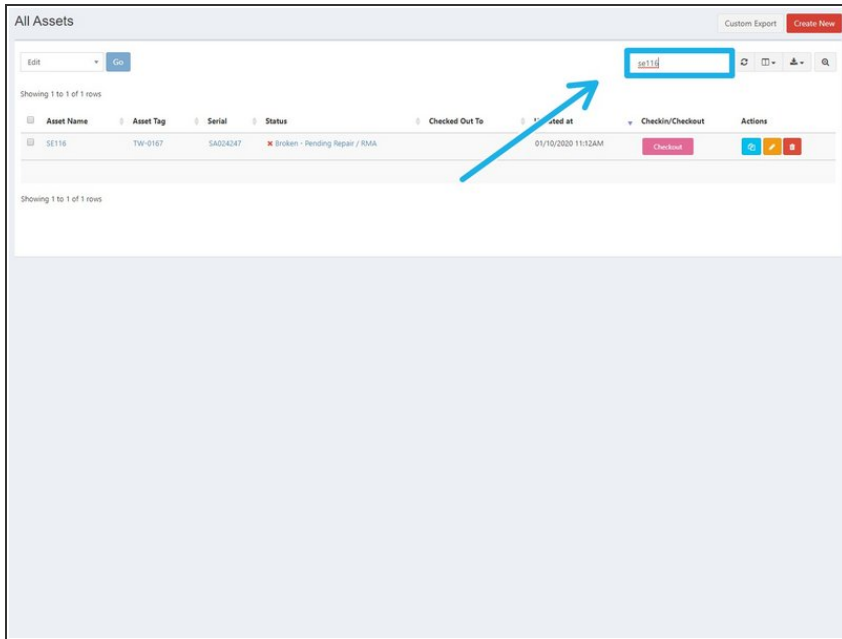 All Assets
Custom Export
Create New
Edit
Go
se116
Showing 1 to 1 of 1 rows
Asset Name Asset Tag Serial Status Checked Out To Checkin/Checkout Actions
SE116 TW-0167 SA024247 Broken - Pending Repair / RMA 01/10/2020 11:12AM Checkout
Showing 1 to 1 of 1 rows